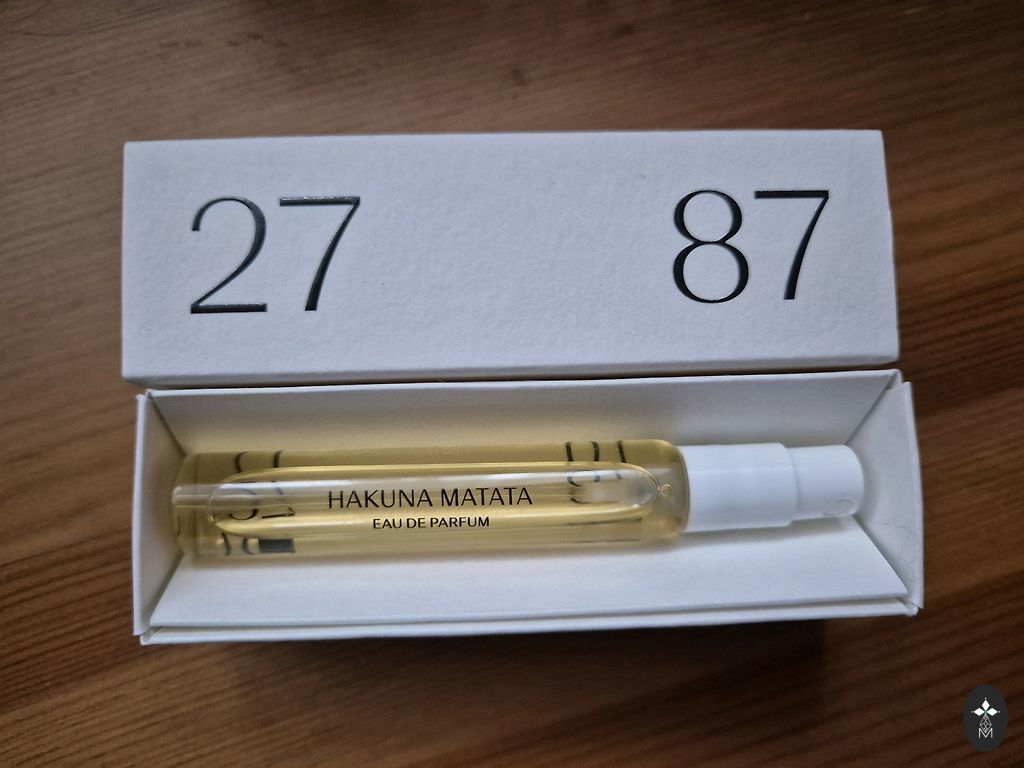 27 87
HAKUNA MATATA
EAU DE PARFUM
M